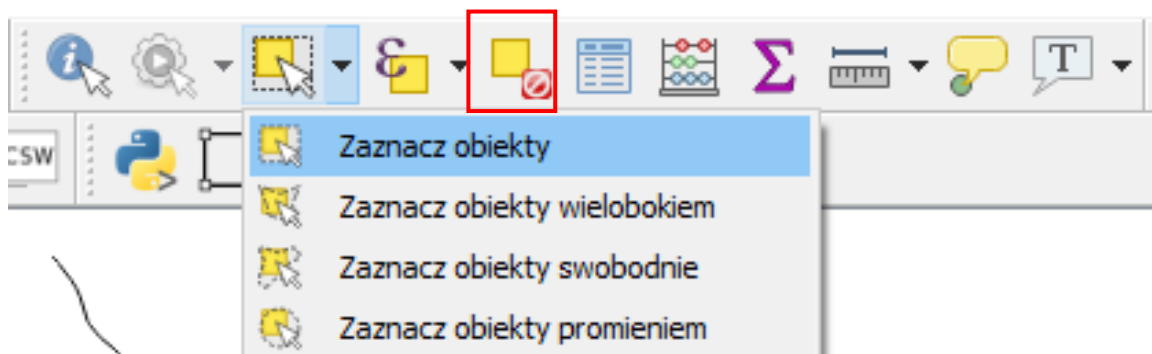 ε
Σ
T
CSW
Zaznacz obiekty
Zaznacz obiekty wielobokiem
Zaznacz obiekty swobodnie
Zaznacz obiekty promieniem